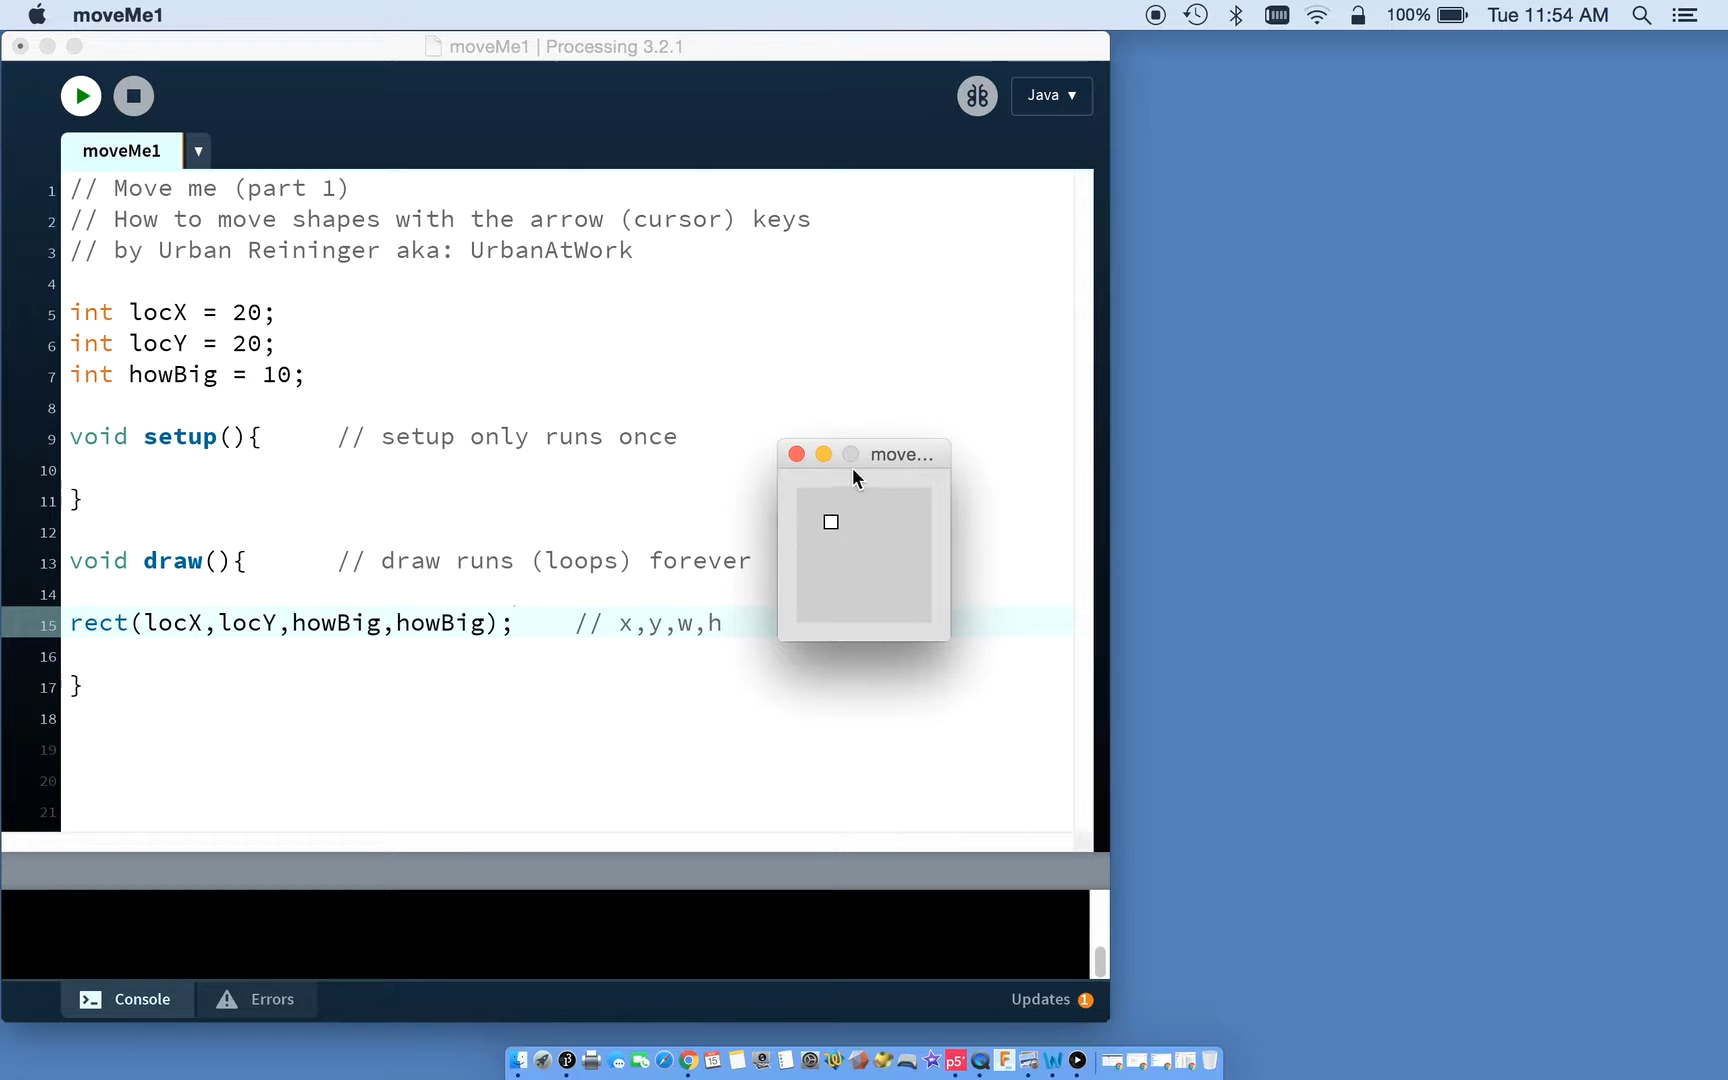 moveMe1
100%
Tue 11:54 AM
moveMe1 | Processing 3.2.1
Java ▼
moveMe1 ▼
1 // Move me (part 1)
2 // How to move shapes with the arrow (cursor) keys
3 // by Urban Reininger aka: UrbanAtWork
4
5 int locX = 20;
6 int locY = 20;
7 int howBig = 10;
8
9 void setup(){ // setup only runs once
10
11 }
12
13 void draw(){ // draw runs (loops) forever
14
15 rect(locX,locY,howBig,howBig); // x,y,w,h
16
17 }
18
19
20
21
move...
Console
Errors
Updates 1
15
p5*